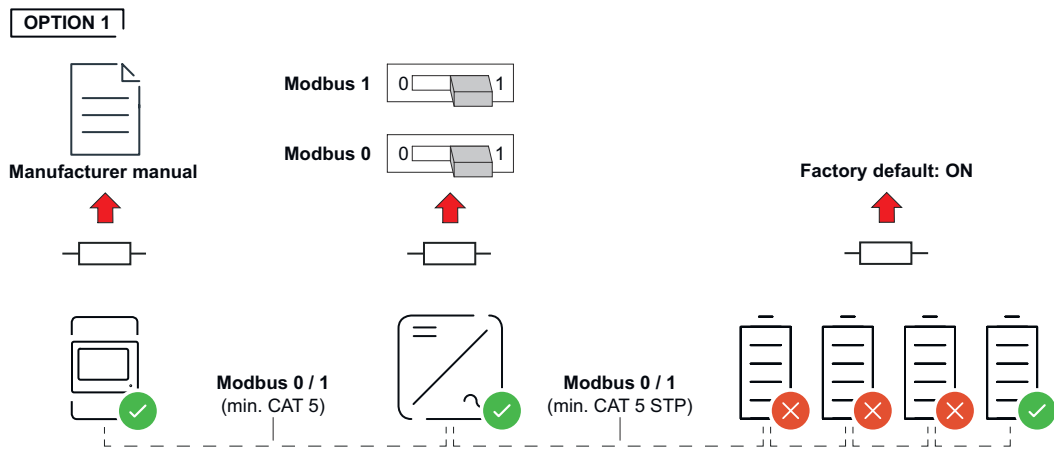 OPTION 1
Modbus 1
0 1
Modbus 0
0 1
Manufacturer manual
Factory default: ON
Modbus 0 / 1
(min. CAT 5)
Modbus 0 / 1
(min. CAT 5 STP)